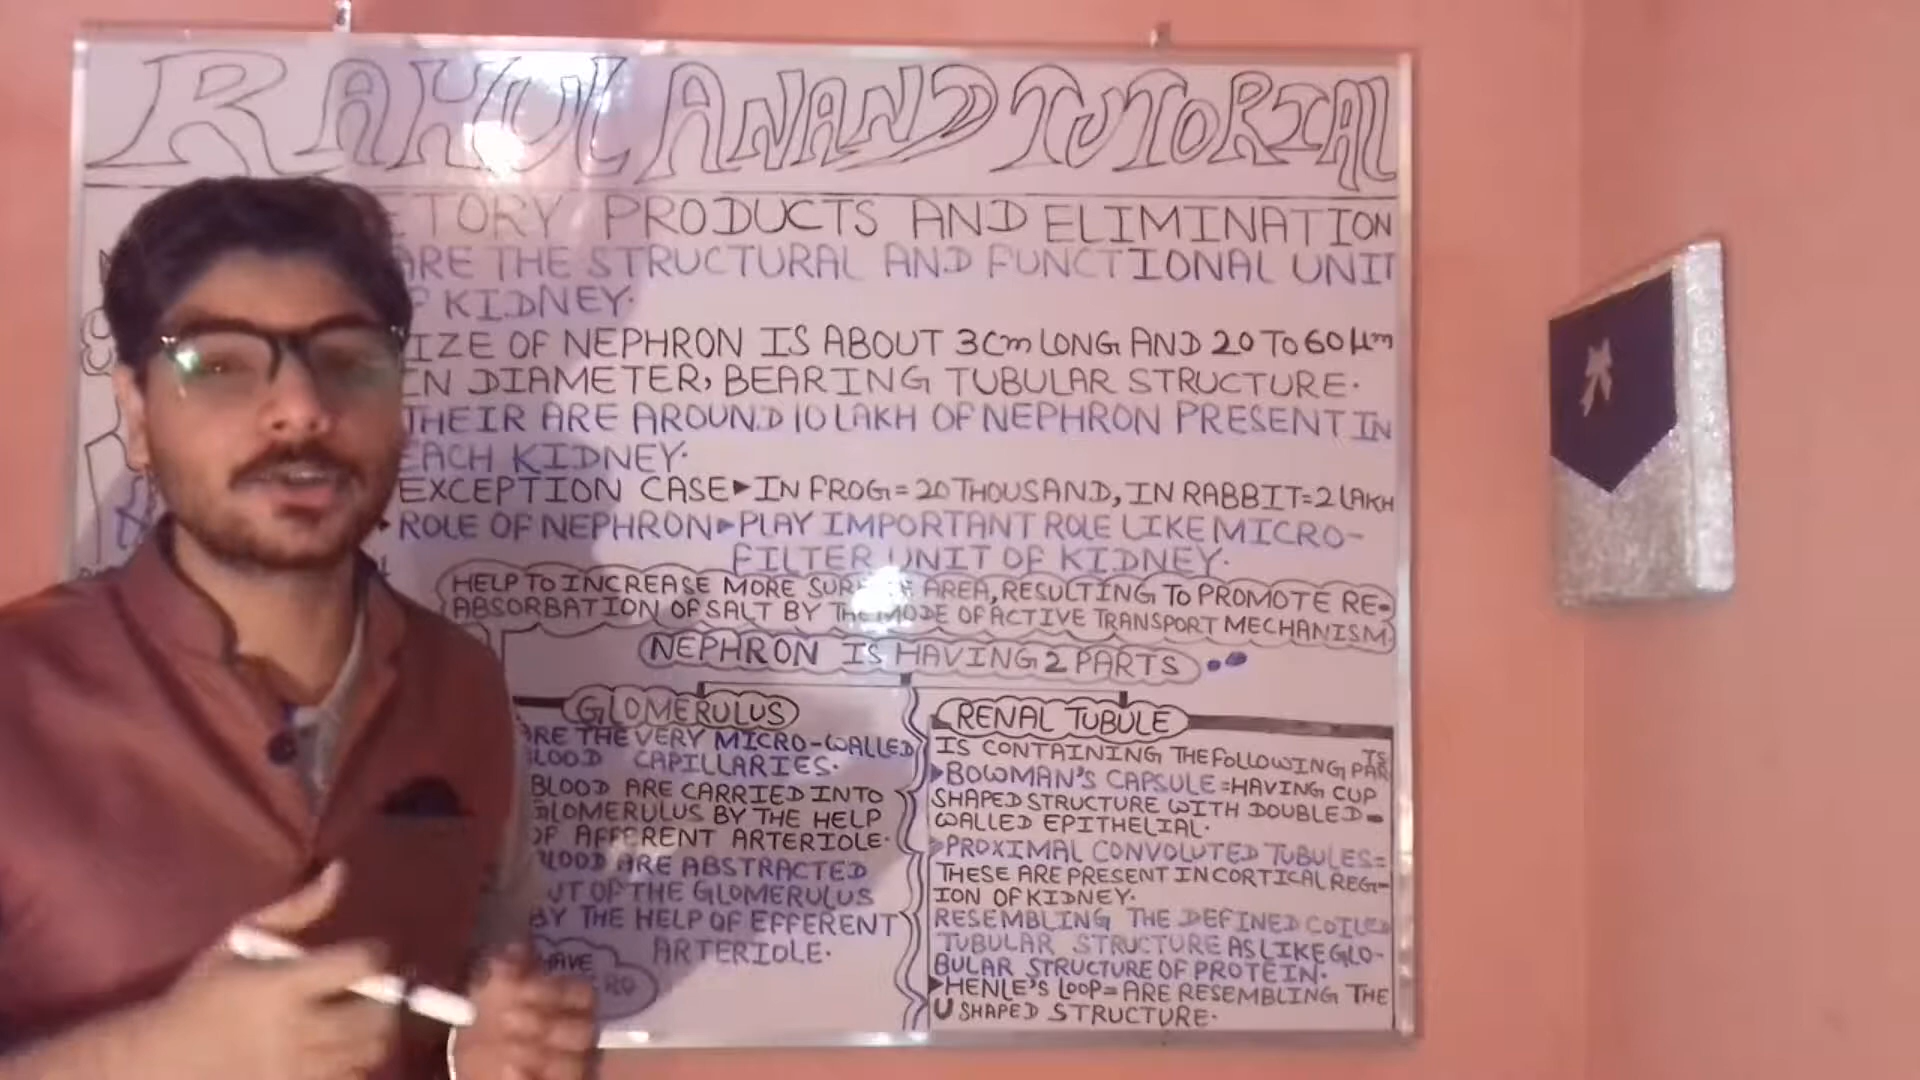 RAHUL ANAND TUTORIAL
ETORY PRODUCTS AND ELIMINATION
ARE THE STRUCTURAL AND FUNCTIONAL UNIT
F KIDNEY.
IZE OF NEPHRON IS ABOUT 3Cm LONG AND 20 TO 60 μm
IN DIAMETER, BEARING TUBULAR STRUCTURE.
THEIR ARE AROUND 10 LAKH OF NEPHRON PRESENT IN
EACH KIDNEY.
EXCEPTION CASE▶IN FROG = 20 THOUSAND, IN RABBIT = 2 LAKH
ROLE OF NEPHRON▶PLAY IMPORTANT ROLE LIKE MICRO-
FILTER UNIT OF KIDNEY.
HELP TO INCREASE MORE AREA, RESULTING TO PROMOTE RE-
ABSORBATION OF SALT BY THE MODE OF ACTIVE TRANSPORT MECHANISM.
NEPHRON IS HAVING 2 PARTS
GLOMERULUS
ARE THE VERY MICRO-WALLED
LOOD CAPILLARIES.
BLOOD ARE CARRIED INTO
GLOMERULUS BY THE HELP
OF AFFERENT ARTERIOLE.
LOOD ARE ABSTRACTED
UT OF THE GLOMERULUS
BY THE HELP OF EFFERENT
ARTERIOLE.
HAVE
RENAL TUBULE
IS CONTAINING THE FOLLOWING PAR
TS
▶BOWMAN'S CAPSULE = HAVING CUP
SHAPED STRUCTURE WITH DOUBLED-
WALLED EPITHELIAL.
▶PROXIMAL CONVOLUTED TUBULES =
THESE ARE PRESENT IN CORTICAL REG-
ION OF KIDNEY.
RESEMBLING THE DEFINED COILED
TUBULAR STRUCTURE AS LIKE GLO-
BULAR STRUCTURE OF PROTEIN.
▶HENLE'S LOOP = ARE RESEMBLING THE
U SHAPED STRUCTURE.